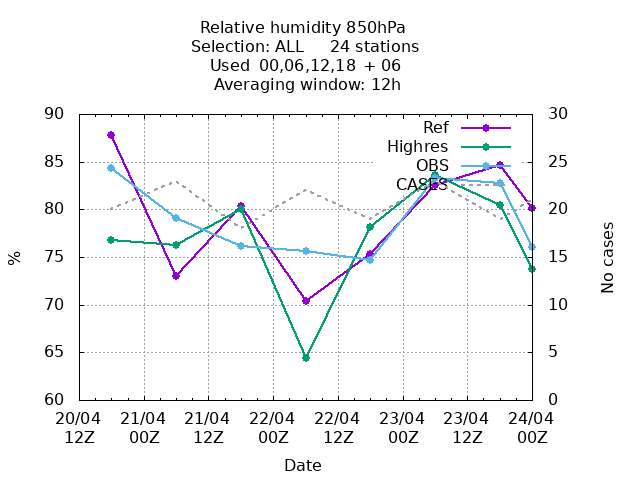 Relative humidity 850hPa
Selection: ALL     24 stations
Used  00,06,12,18 + 06
Averaging window: 12h
90
85
80
75
70
65
60
30
25
20
15
10
5
0
Ref
Highres
OBS
CASES
%
No cases
20/04 21/04 21/04 22/04 22/04 23/04 23/04 24/04
12Z 00Z 12Z 00Z 12Z 00Z 12Z 00Z
Date